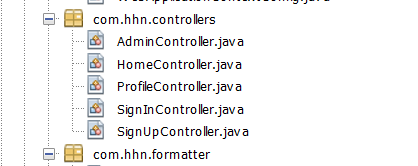 com.hhn.controllers
AdminController.java
HomeController.java
ProfileController.java
SignInController.java
SignUpController.java
com.hhn.formatter